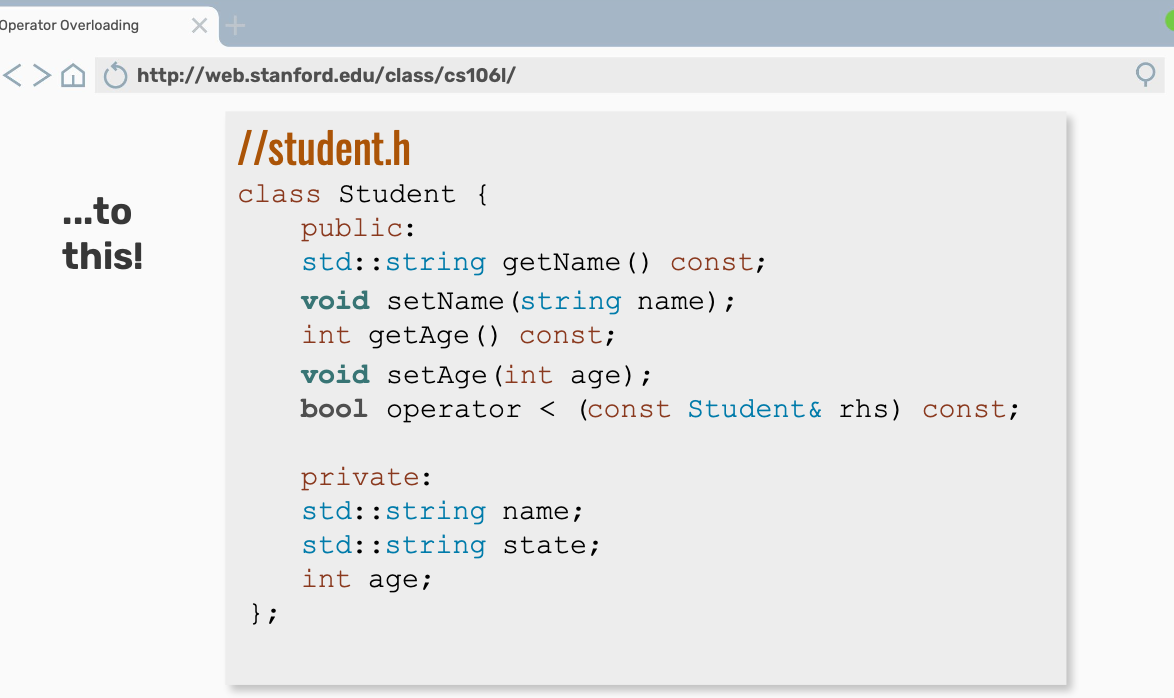 Operator Overloading
http://web.stanford.edu/class/cs106l/
...to
this!
//student.h
class Student {
public:
std::string getName() const;
void setName(string name);
int getAge() const;
void setAge(int age);
bool operator < (const Student& rhs) const;
private:
std::string name;
std::string state;
int age;
};